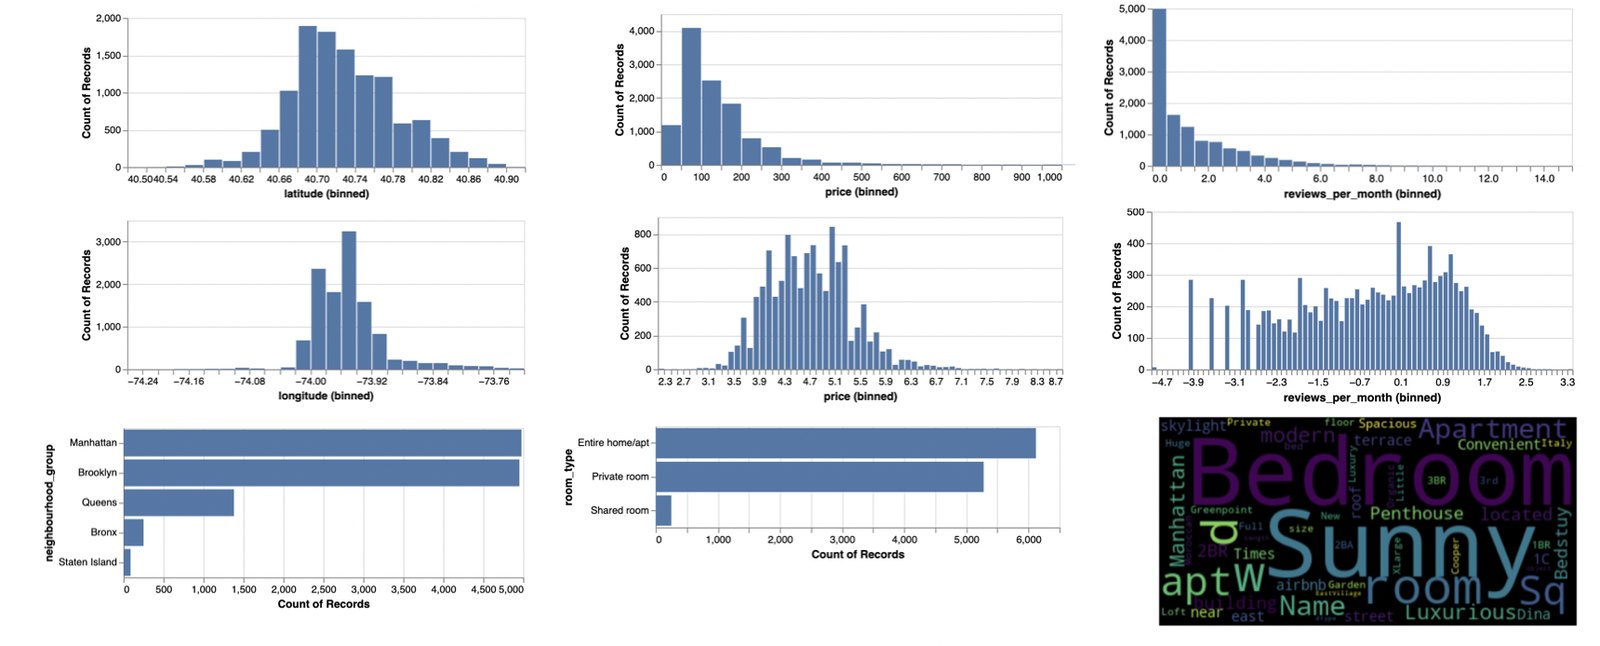 2,000
1,500
1,000
500
0
Count of Records
40.50 40.54 40.58 40.62 40.66 40.70 40.74 40.78 40.82 40.86 40.90
latitude (binned)
4,000
3,000
2,000
1,000
0
Count of Records
0 100 200 300 400 500 600 700 800 900 1,000
price (binned)
5,000
4,000
3,000
2,000
1,000
0
Count of Records
0.0 2.0 4.0 6.0 8.0 10.0 12.0 14.0
reviews_per_month (binned)
3,000
2,000
1,000
0
Count of Records
−74.24 −74.16 −74.08 −74.00 −73.92 −73.84 −73.76
longitude (binned)
800
600
400
200
0
Count of Records
2.3 2.7 3.1 3.5 3.9 4.3 4.7 5.1 5.5 5.9 6.3 6.7 7.1 7.5 7.9 8.3 8.7
price (binned)
500
400
300
200
100
0
Count of Records
−4.7 −3.9 −3.1 −2.3 −1.5 −0.7 0.1 0.9 1.7 2.5 3.3
reviews_per_month (binned)
neighbourhood_group
Manhattan
Brooklyn
Queens
Bronx
Staten Island
0 500 1,000 1,500 2,000 2,500 3,000 3,500 4,000 4,500 5,000
Count of Records
room_type
Entire home/apt
Private room
Shared room
0 1,000 2,000 3,000 4,000 5,000 6,000
Count of Records
skylight
Private
floor
Spacious
Apartment
modern
terrace
Convenient
Italy
Huge
bed
Bedroom
Manhattan
Luxury
Organic
Little
3BR
3rd
roof
Greenpoint
Penthouse
located
d
Full
size
New
Sunny
2BR
Times
2BA
XLarge
Cooper
1BR
1C
Bedstuy
apt
W
airbnb
Garden
EastVillage
room
Sq
building
Name
Loft
near
east
street
Luxurious
Dina